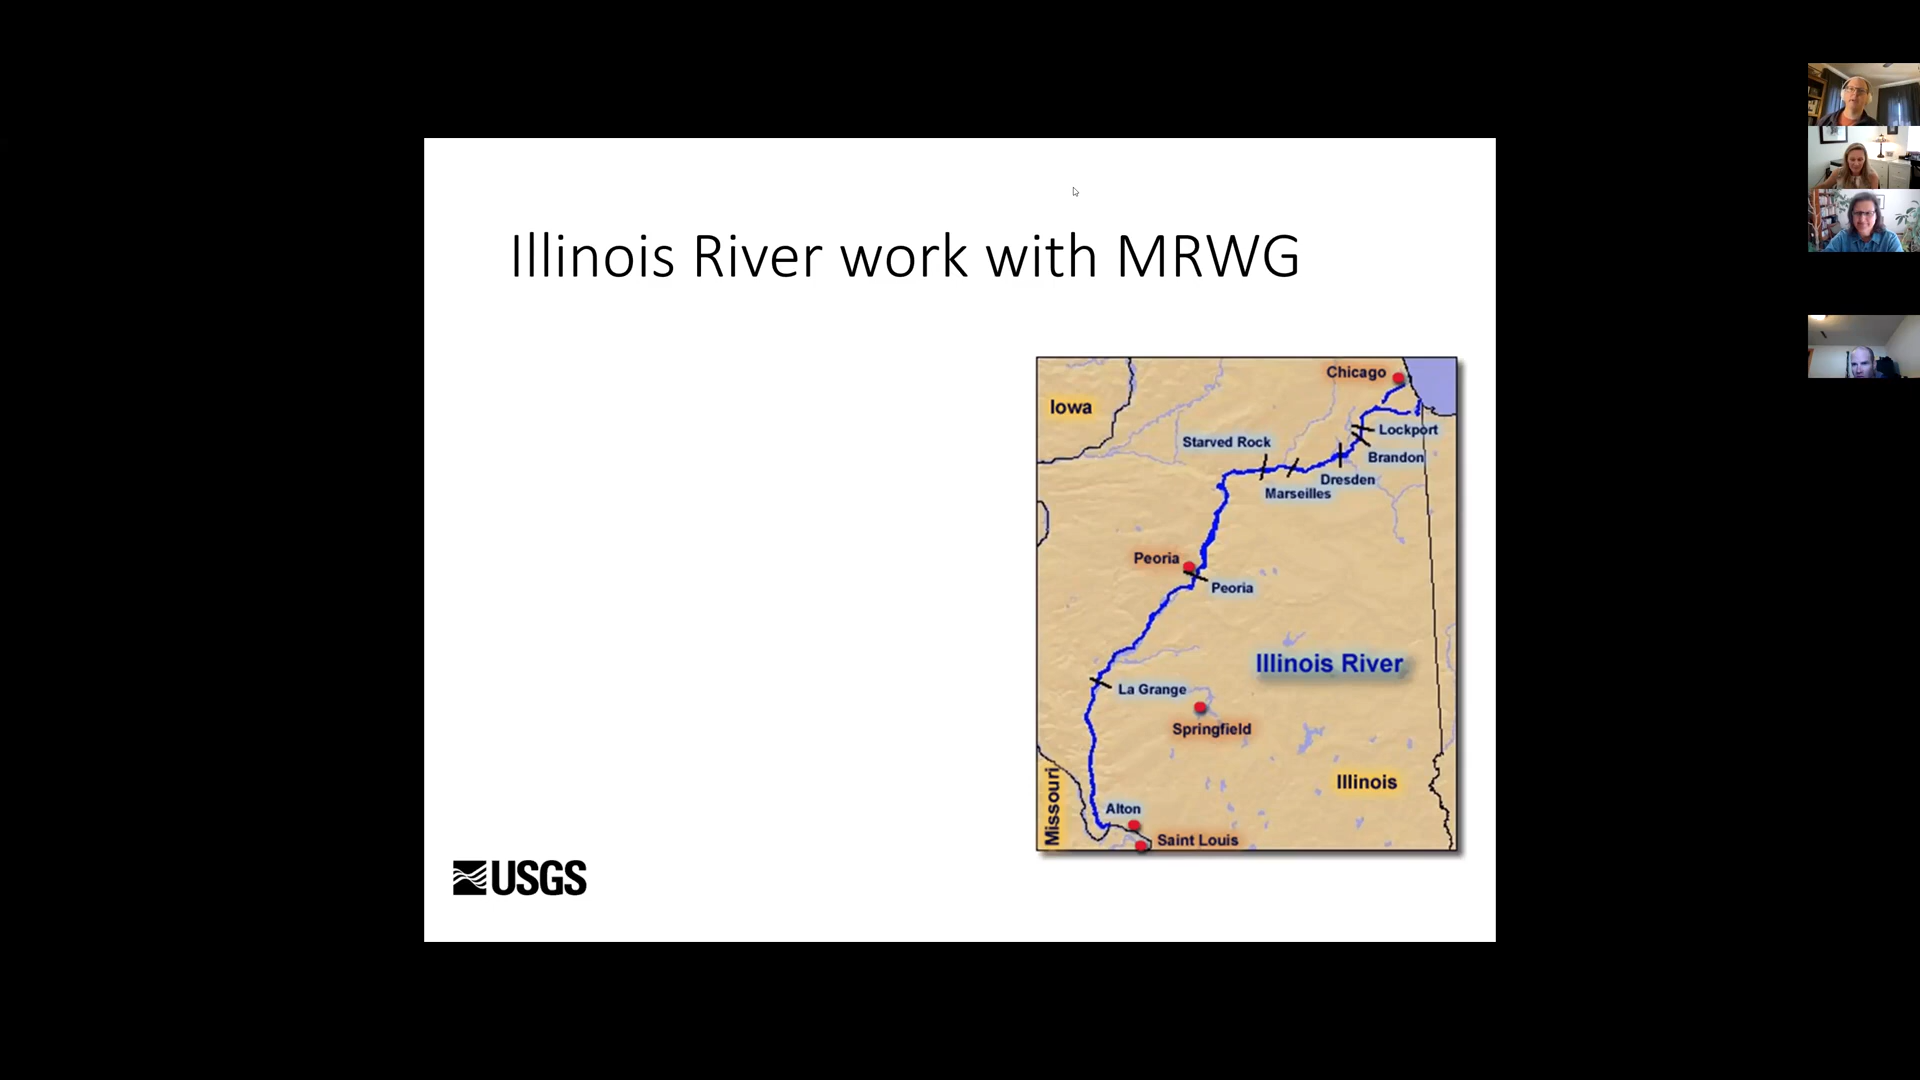 Illinois River work with MRWG
Chicago
Iowa
Lockport
Starved Rock
Brandon
Dresden
Marseilles
Peoria
Peoria
Illinois River
La Grange
Springfield
Missouri
Illinois
Alton
Saint Louis
USGS